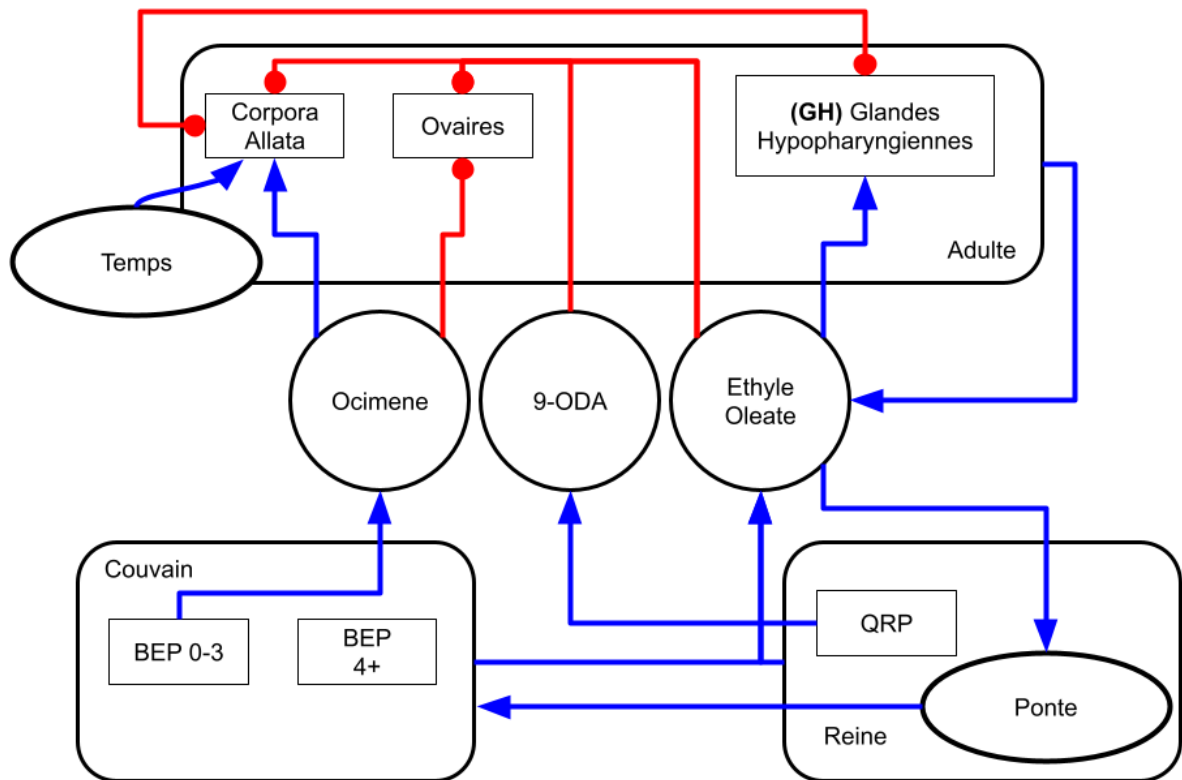 Corpora
Allata
Ovaires
(GH) Glandes
Hypopharyngiennes
Adulte
Temps
Ocimene
9-ODA
Ethyle
Oleate
Couvain
BEP 0-3
BEP
4+
QRP
Ponte
Reine